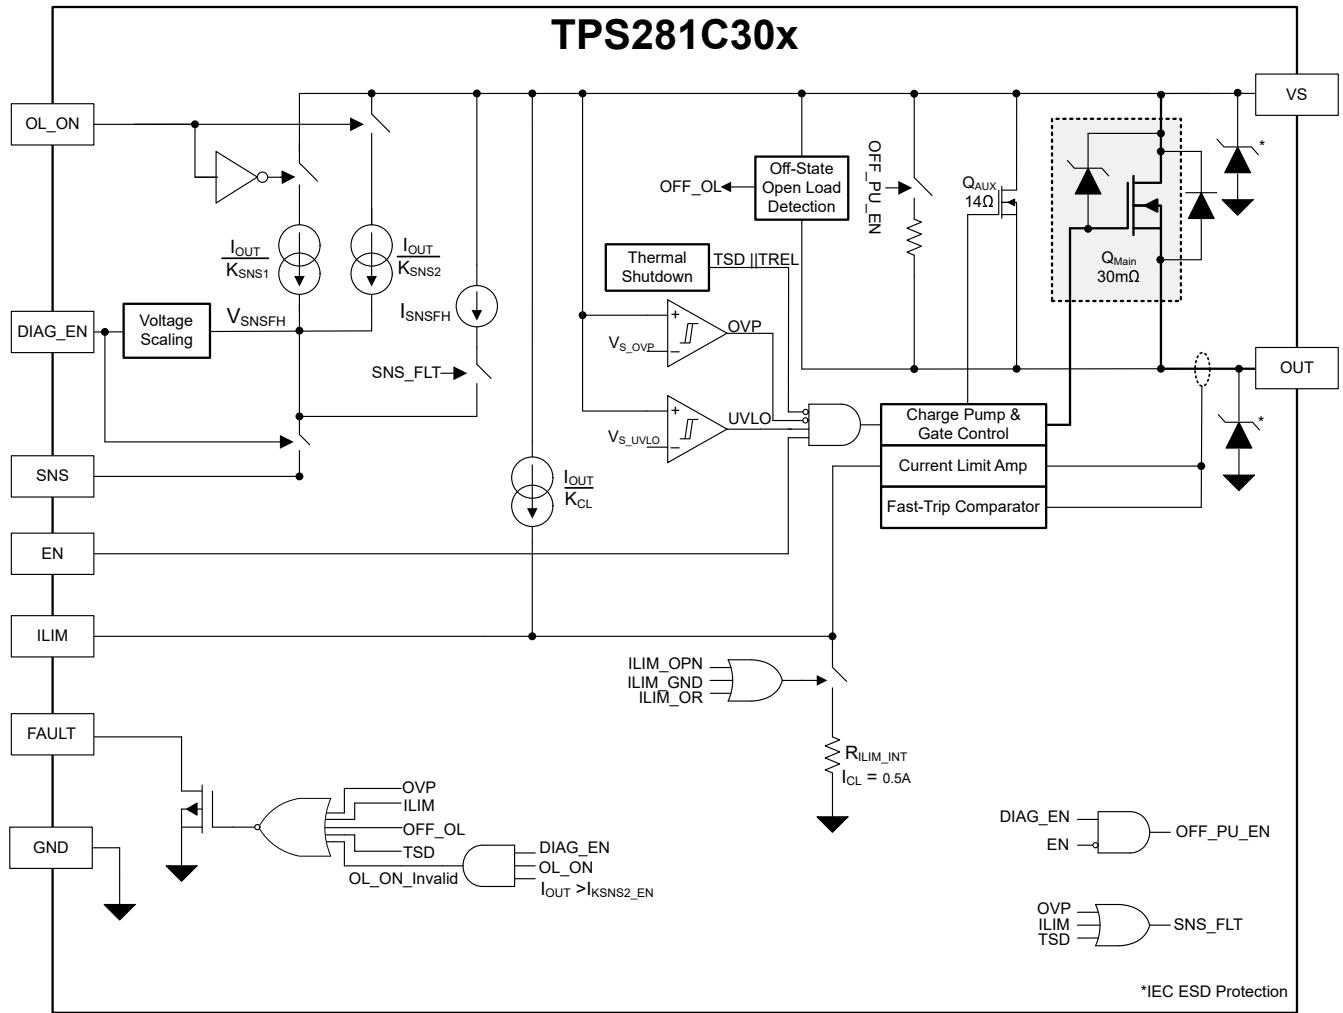 TPS281C30x
VS
OL_ON
OFF_OL
Off-State
Open Load
Detection
OFF_PU_EN
QAUX
14Ω
*
QMain
30mΩ
IOUT
KSNS1
IOUT
KSNS2
Thermal
Shutdown
TSD ||TREL
DIAG_EN
Voltage
Scaling
VSNSFH
ISNSFH
SNS_FLT
+
VS_OVP
−
OVP
OUT
+
VS_UVLO
−
UVLO
Charge Pump &
Gate Control
Current Limit Amp
Fast-Trip Comparator
*
SNS
IOUT
KCL
EN
ILIM
ILIM_OPN
ILIM_GND
ILIM_OR
RILIM_INT
ICL = 0.5A
FAULT
OVP
ILIM
OFF_OL
TSD
OL_ON_Invalid
DIAG_EN
OL_ON
IOUT >IKSNS2_EN
GND
DIAG_EN
EN
OFF_PU_EN
OVP
ILIM
TSD
SNS_FLT
*IEC ESD Protection